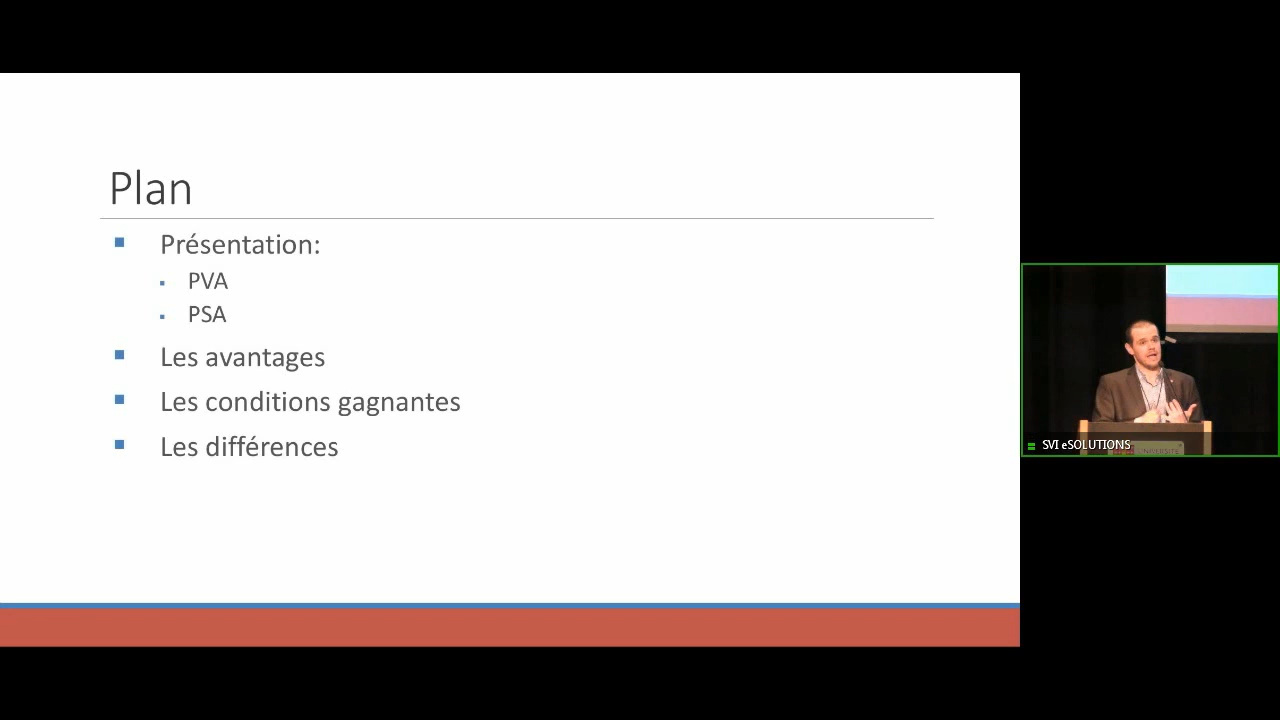 Plan
Présentation:
PVA
PSA
Les avantages
Les conditions gagnantes
Les différences
SVI eSOLUTIONS